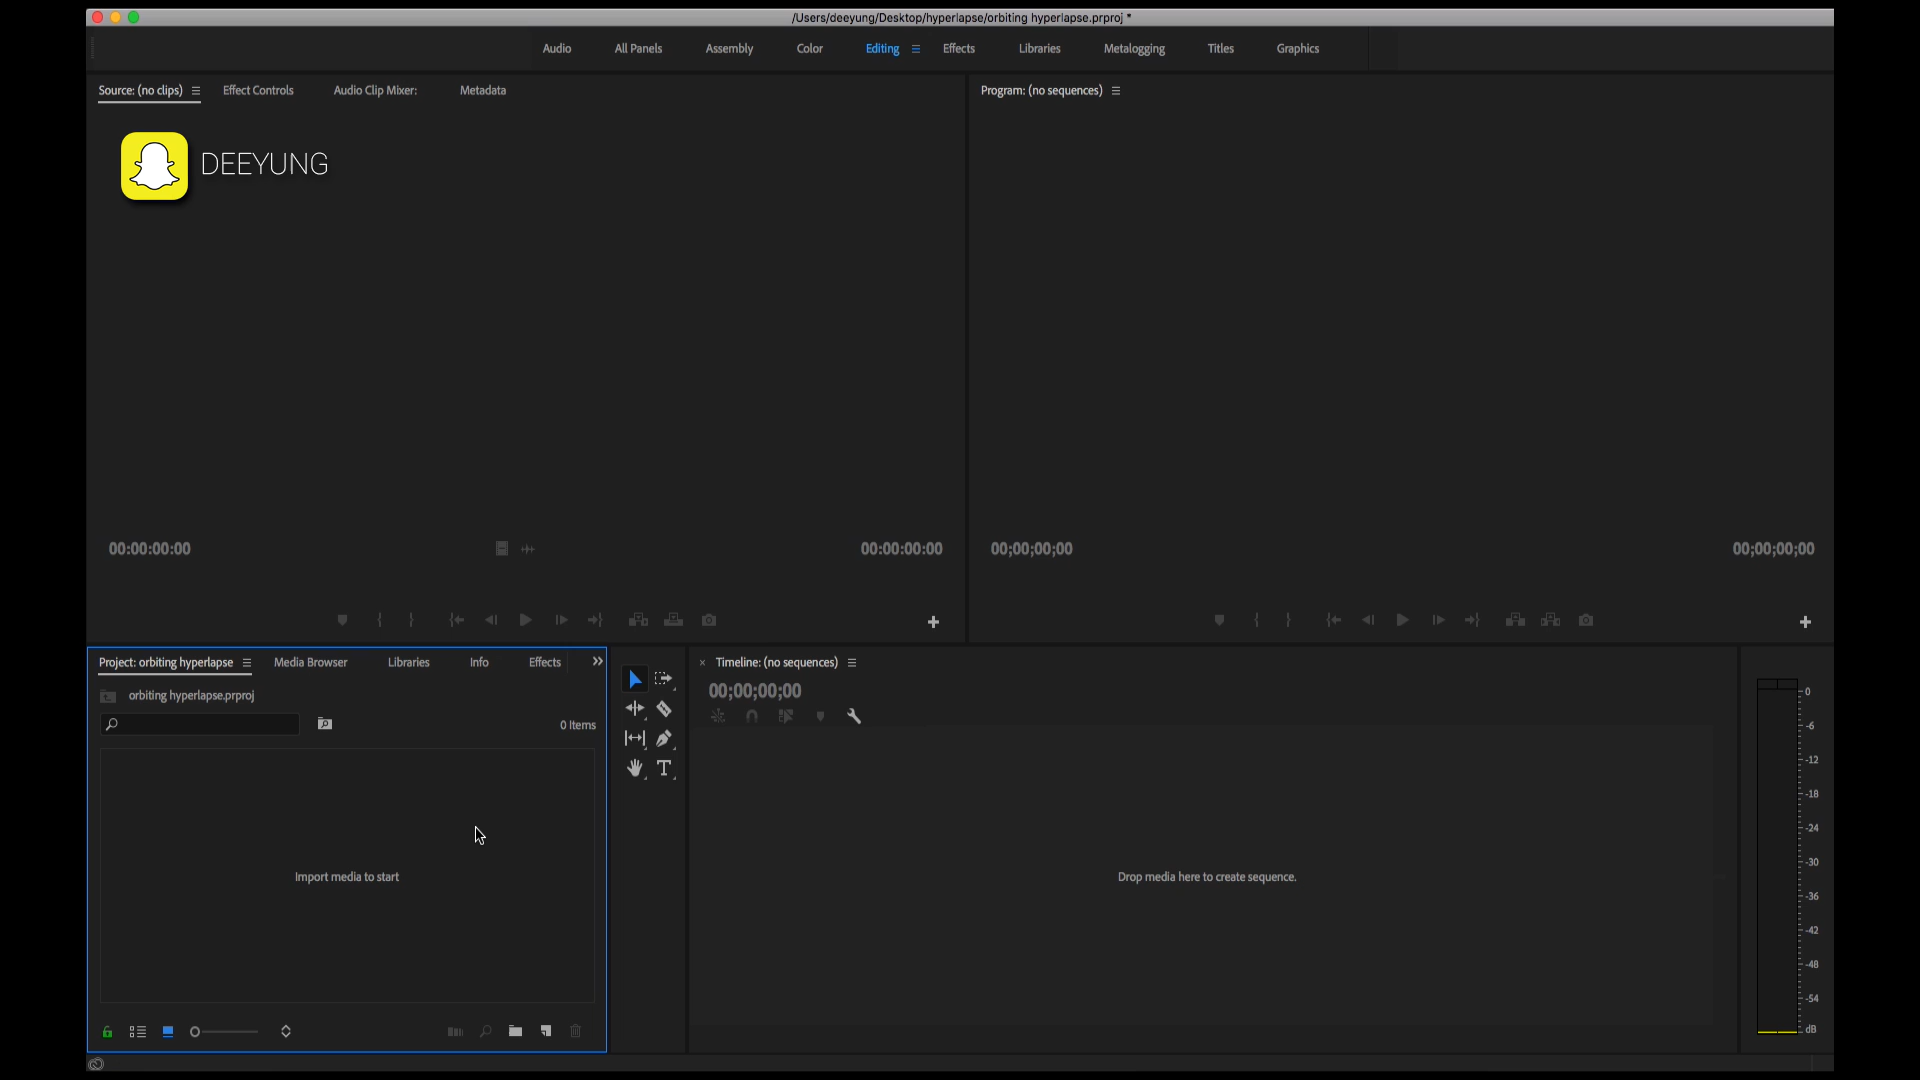 /Users/deeyung/Desktop/hyperlapse/orbiting hyperlapse.prproj *
Audio All Panels Assembly Color Editing Effects Libraries Metalogging Titles Graphics
Source: (no clips) Effect Controls Audio Clip Mixer: Metadata
Program: (no sequences)
DEEYUNG
00:00:00:00 00:00:00:00
00;00;00;00 00;00;00;00
Project: orbiting hyperlapse Media Browser Libraries Info Effects
orbiting hyperlapse.prproj
0 Items
Import media to start
Timeline: (no sequences)
00;00;00;00
Drop media here to create sequence.
0
-6
-12
-18
-24
-30
-36
-42
-48
-54
dB